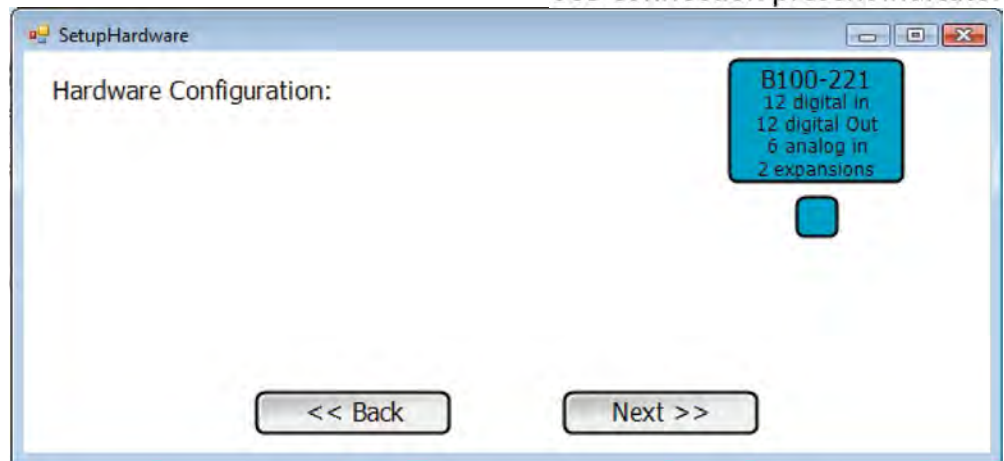 SetupHardware
Hardware Configuration:
B100-221
12 digital in
12 digital Out
6 analog in
2 expansions
<< Back
Next >>